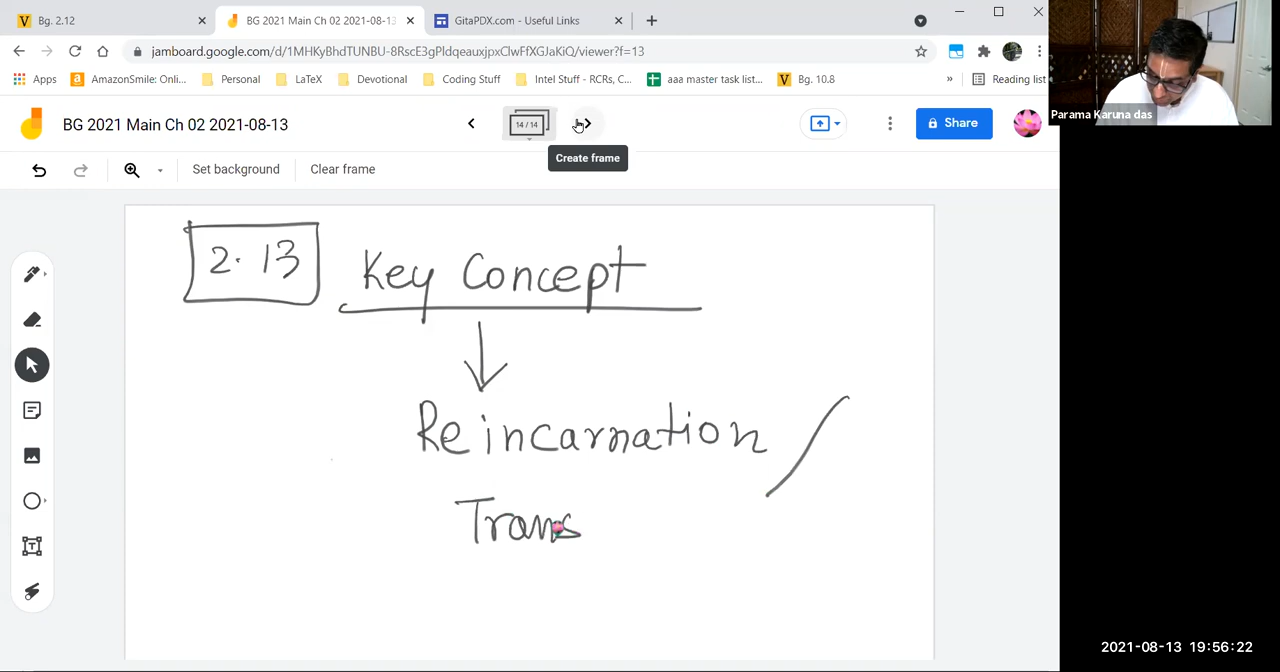 Bg. 2.12
BG 2021 Main Ch 02 2021-08-13
GitaPDX.com - Useful Links
jamboard.google.com/d/1MHKyBhdTUNBU-8RscE3gPldqeauxjpxClwFfXGJaKiQ/viewer?f=13
Apps
AmazonSmile: Onli...
Personal
LaTeX
Devotional
Coding Stuff
Intel Stuff - RCRs, C...
aaa master task list...
Bg. 10.8
»
Reading list
Parama Karuna das
BG 2021 Main Ch 02 2021-08-13
14 / 14
Share
Create frame
Set background
Clear frame
2.13 Key Concept
Reincarnation /
Trans
2021-08-13 19:56:22